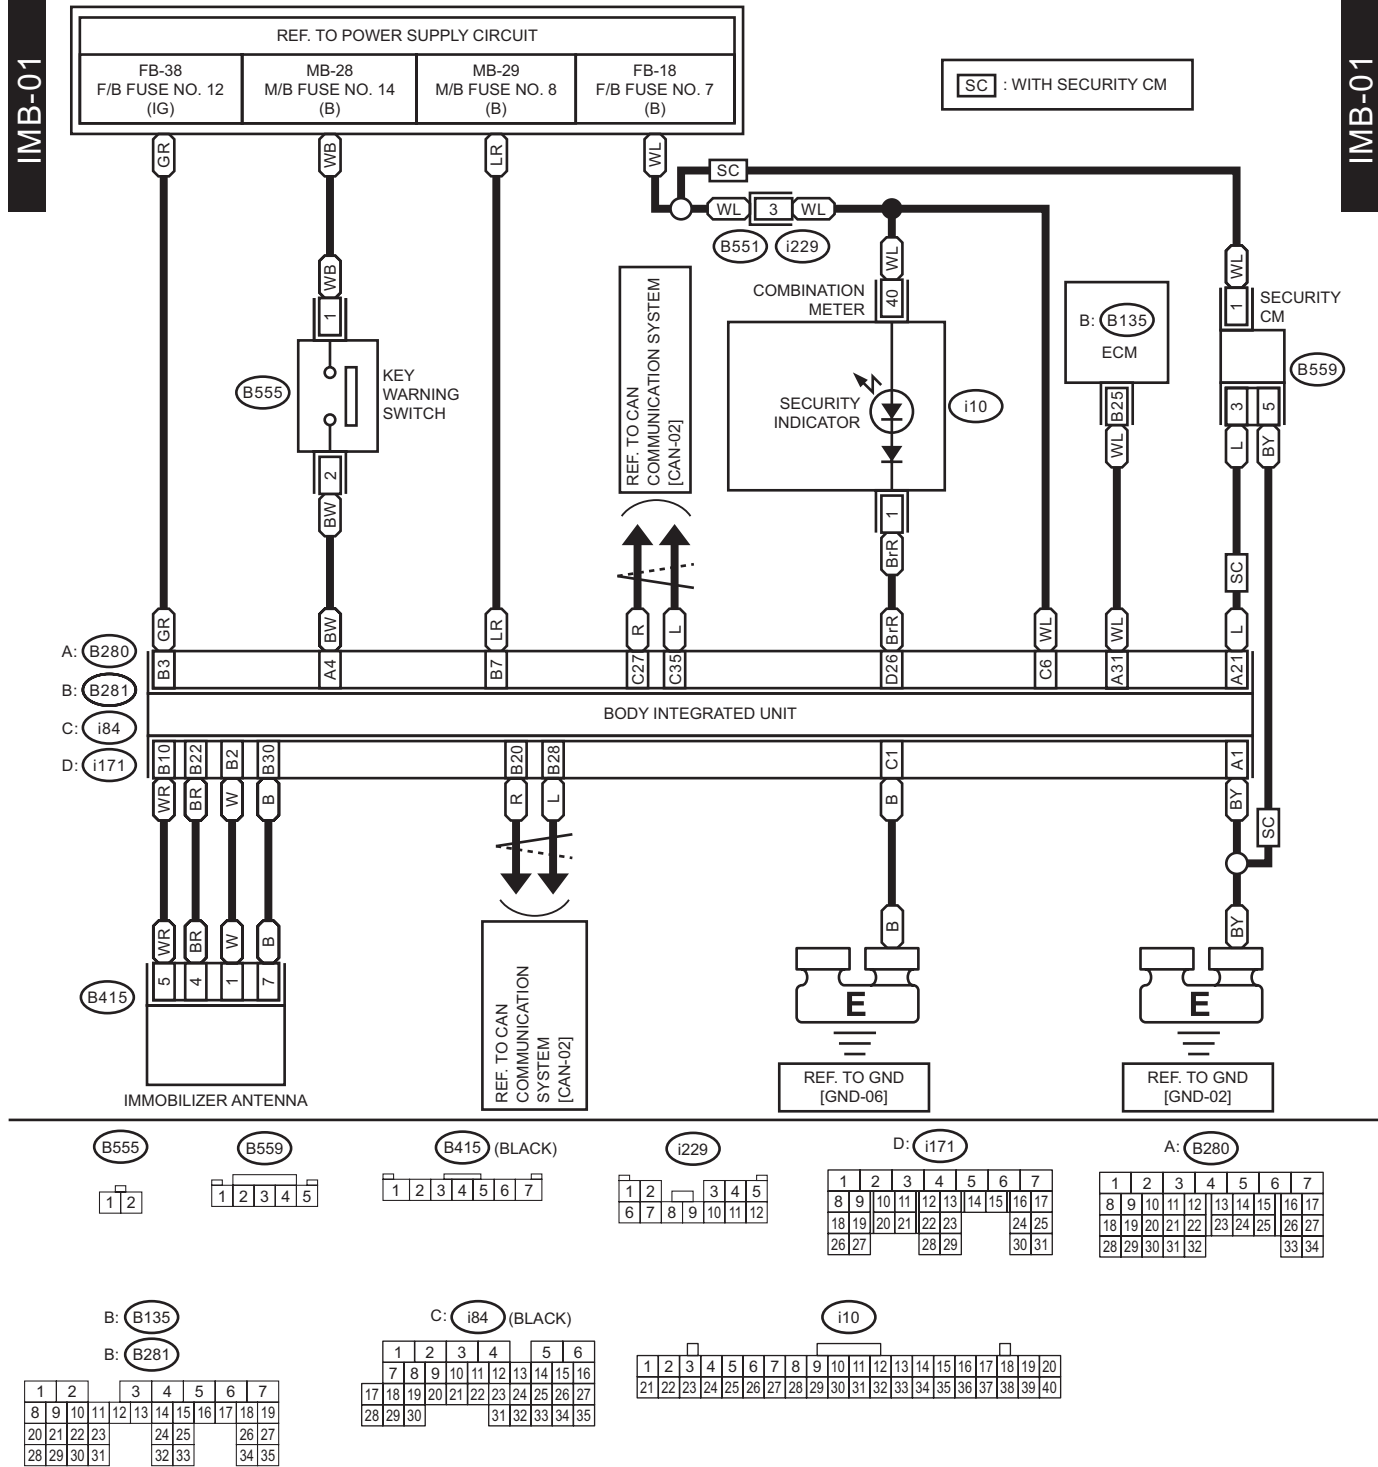 IMB-01
IMB-01
REF. TO POWER SUPPLY CIRCUIT
FB-38
F/B FUSE NO. 12
(IG)
MB-28
M/B FUSE NO. 14
(B)
MB-29
M/B FUSE NO. 8
(B)
FB-18
F/B FUSE NO. 7
(B)
SC : WITH SECURITY CM
GR
WB
LR
WL
SC
WL 3 WL
B551 i229
WB
1
B555
KEY
WARNING
SWITCH
2
BW
REF. TO CAN
COMMUNICATION SYSTEM
[CAN-02]
WL
40
COMBINATION
METER
SECURITY
INDICATOR
i10
1
BrR
B: B135
ECM
B25
WL
WL
1
SECURITY
CM
B559
3 5
L BY
SC
GR BW LR R L BrR WL WL L
A: B280
B: B281
C: i84
D: i171
B3 A4 B7 C27 C35 D26 C6 A31 A21
BODY INTEGRATED UNIT
B10 B22 B2 B30 B20 B28 C1 A1
WR BR W B R L B BY
SC
WR BR W B
B
BY
5 4 1 7
B415
IMMOBILIZER ANTENNA
REF. TO CAN
COMMUNICATION
SYSTEM
[CAN-02]
E
REF. TO GND
[GND-06]
E
REF. TO GND
[GND-02]
B555
1 2
B559
1 2 3 4 5
B415 (BLACK)
1 2 3 4 5 6 7
i229
1 2 3 4 5
6 7 8 9 10 11 12
D: i171
1 2 3 4 5 6 7
8 9 10 11 12 13 14 15 16 17
18 19 20 21 22 23 24 25
26 27 28 29 30 31
A: B280
1 2 3 4 5 6 7
8 9 10 11 12 13 14 15 16 17
18 19 20 21 22 23 24 25 26 27
28 29 30 31 32 33 34
B: B135
B: B281
1 2 3 4 5 6 7
8 9 10 11 12 13 14 15 16 17 18 19
20 21 22 23 24 25 26 27
28 29 30 31 32 33 34 35
C: i84 (BLACK)
1 2 3 4 5 6
7 8 9 10 11 12 13 14 15 16
17 18 19 20 21 22 23 24 25 26 27
28 29 30 31 32 33 34 35
i10
1 2 3 4 5 6 7 8 9 10 11 12 13 14 15 16 17 18 19 20
21 22 23 24 25 26 27 28 29 30 31 32 33 34 35 36 37 38 39 40